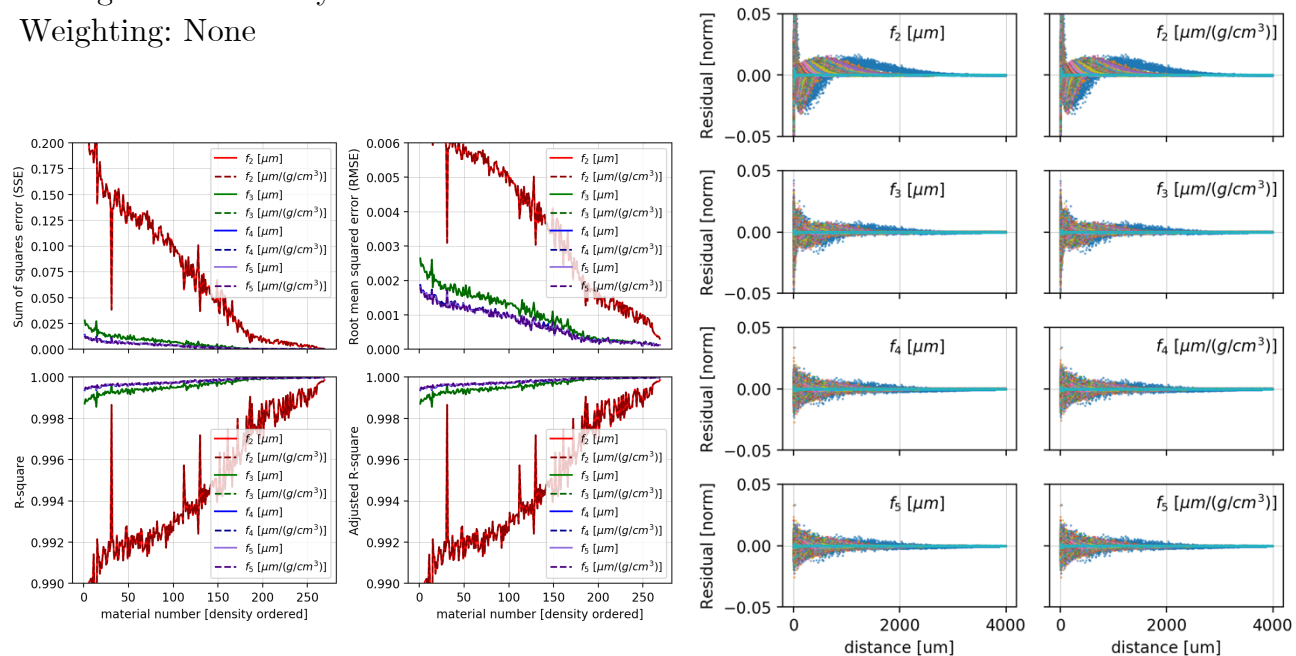 Weighting: None
Sum of squares error (SSE)
0.200
0.175
0.150
0.125
0.100
0.075
0.050
0.025
0.000
f2 [μm]
f2 [μm/(g/cm³)]
f3 [μm]
f3 [μm/(g/cm³)]
f4 [μm]
f4 [μm/(g/cm³)]
f5 [μm]
f5 [μm/(g/cm³)]
Root mean squared error (RMSE)
0.006
0.005
0.004
0.003
0.002
0.001
0.000
f2 [μm]
f2 [μm/(g/cm³)]
f3 [μm]
f3 [μm/(g/cm³)]
f4 [μm]
f4 [μm/(g/cm³)]
f5 [μm]
f5 [μm/(g/cm³)]
R-square
1.000
0.998
0.996
0.994
0.992
0.990
f2 [μm]
f2 [μm/(g/cm³)]
f3 [μm]
f3 [μm/(g/cm³)]
f4 [μm]
f4 [μm/(g/cm³)]
f5 [μm]
f5 [μm/(g/cm³)]
0 50 100 150 200 250
material number [density ordered]
Adjusted R-square
1.000
0.998
0.996
0.994
0.992
0.990
f2 [μm]
f2 [μm/(g/cm³)]
f3 [μm]
f3 [μm/(g/cm³)]
f4 [μm]
f4 [μm/(g/cm³)]
f5 [μm]
f5 [μm/(g/cm³)]
0 50 100 150 200 250
material number [density ordered]
Residual [norm]
0.05
0.00
−0.05
f2 [μm]
f2 [μm/(g/cm³)]
Residual [norm]
0.05
0.00
−0.05
f3 [μm]
f3 [μm/(g/cm³)]
Residual [norm]
0.05
0.00
−0.05
f4 [μm]
f4 [μm/(g/cm³)]
Residual [norm]
0.05
0.00
−0.05
f5 [μm]
f5 [μm/(g/cm³)]
0 2000 4000
distance [um]
0 2000 4000
distance [um]